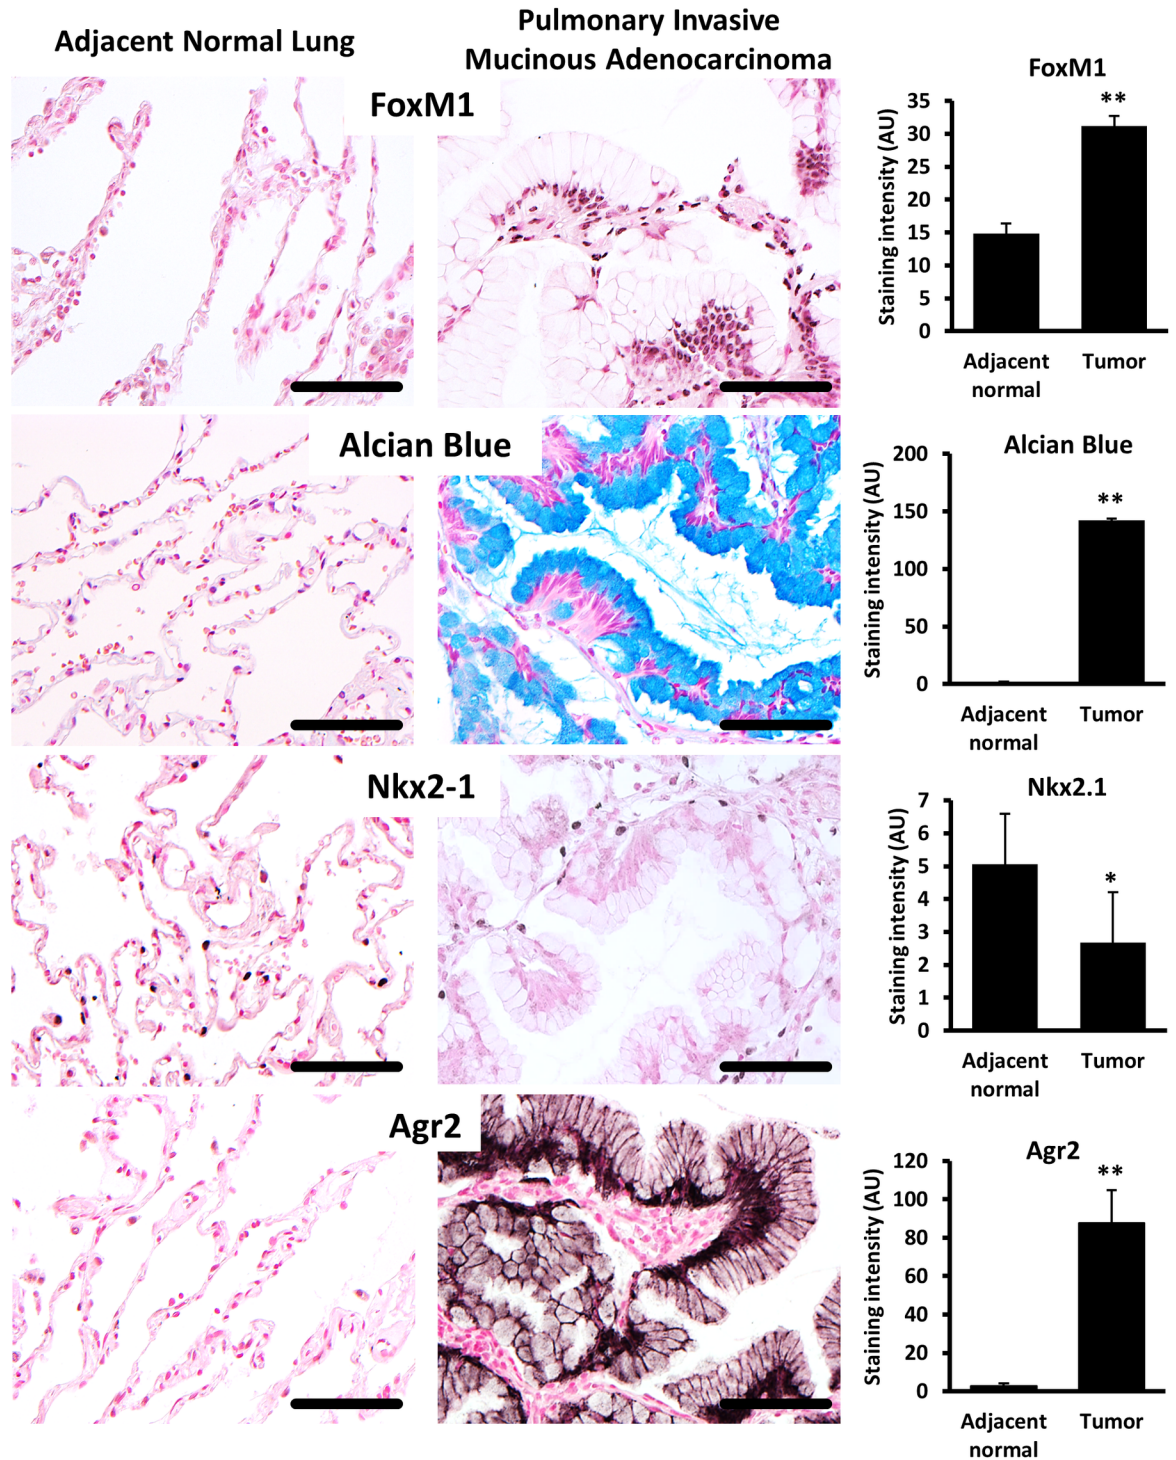 Adjacent Normal Lung
Pulmonary Invasive
Mucinous Adenocarcinoma
FoxM1
FoxM1
Staining intensity (AU)
35
30
25
20
15
10
5
0
**
Adjacent
normal
Tumor
Alcian Blue
Alcian Blue
Staining intensity (AU)
200
150
100
50
0
**
Adjacent
normal
Tumor
Nkx2-1
Nkx2.1
Staining intensity (AU)
7
6
5
4
3
2
1
0
*
Adjacent
normal
Tumor
Agr2
Agr2
Staining intensity (AU)
120
100
80
60
40
20
0
**
Adjacent
normal
Tumor